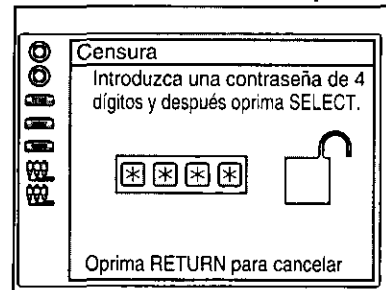 Censura
Introduzca una contraseña de 4
dígitos y después oprima SELECT.
* * * *
Oprima RETURN para cancelar